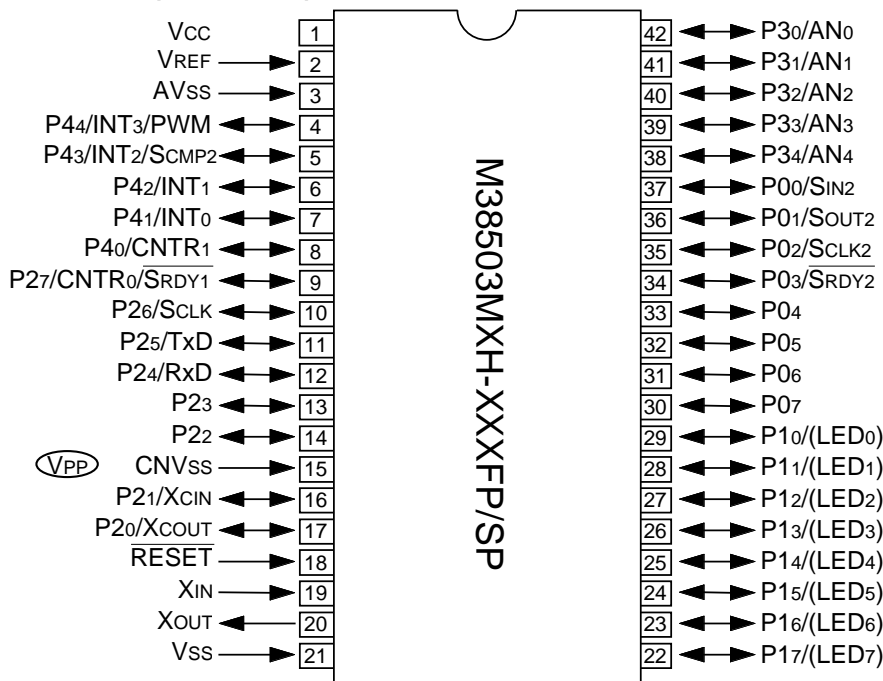 VCC 1
VREF 2
AVSS 3
P44/INT3/PWM 4
P43/INT2/SCMP2 5
P42/INT1 6
P41/INT0 7
P40/CNTR1 8
P27/CNTR0/SRDY1 9
P26/SCLK 10
P25/TxD 11
P24/RxD 12
P23 13
P22 14
VPP CNVSS 15
P21/XCIN 16
P20/XCOUT 17
RESET 18
XIN 19
XOUT 20
VSS 21
M38503MXH-XXXFP/SP
42 P30/AN0
41 P31/AN1
40 P32/AN2
39 P33/AN3
38 P34/AN4
37 P00/SIN2
36 P01/SOUT2
35 P02/SCLK2
34 P03/SRDY2
33 P04
32 P05
31 P06
30 P07
29 P10/(LED0)
28 P11/(LED1)
27 P12/(LED2)
26 P13/(LED3)
25 P14/(LED4)
24 P15/(LED5)
23 P16/(LED6)
22 P17/(LED7)